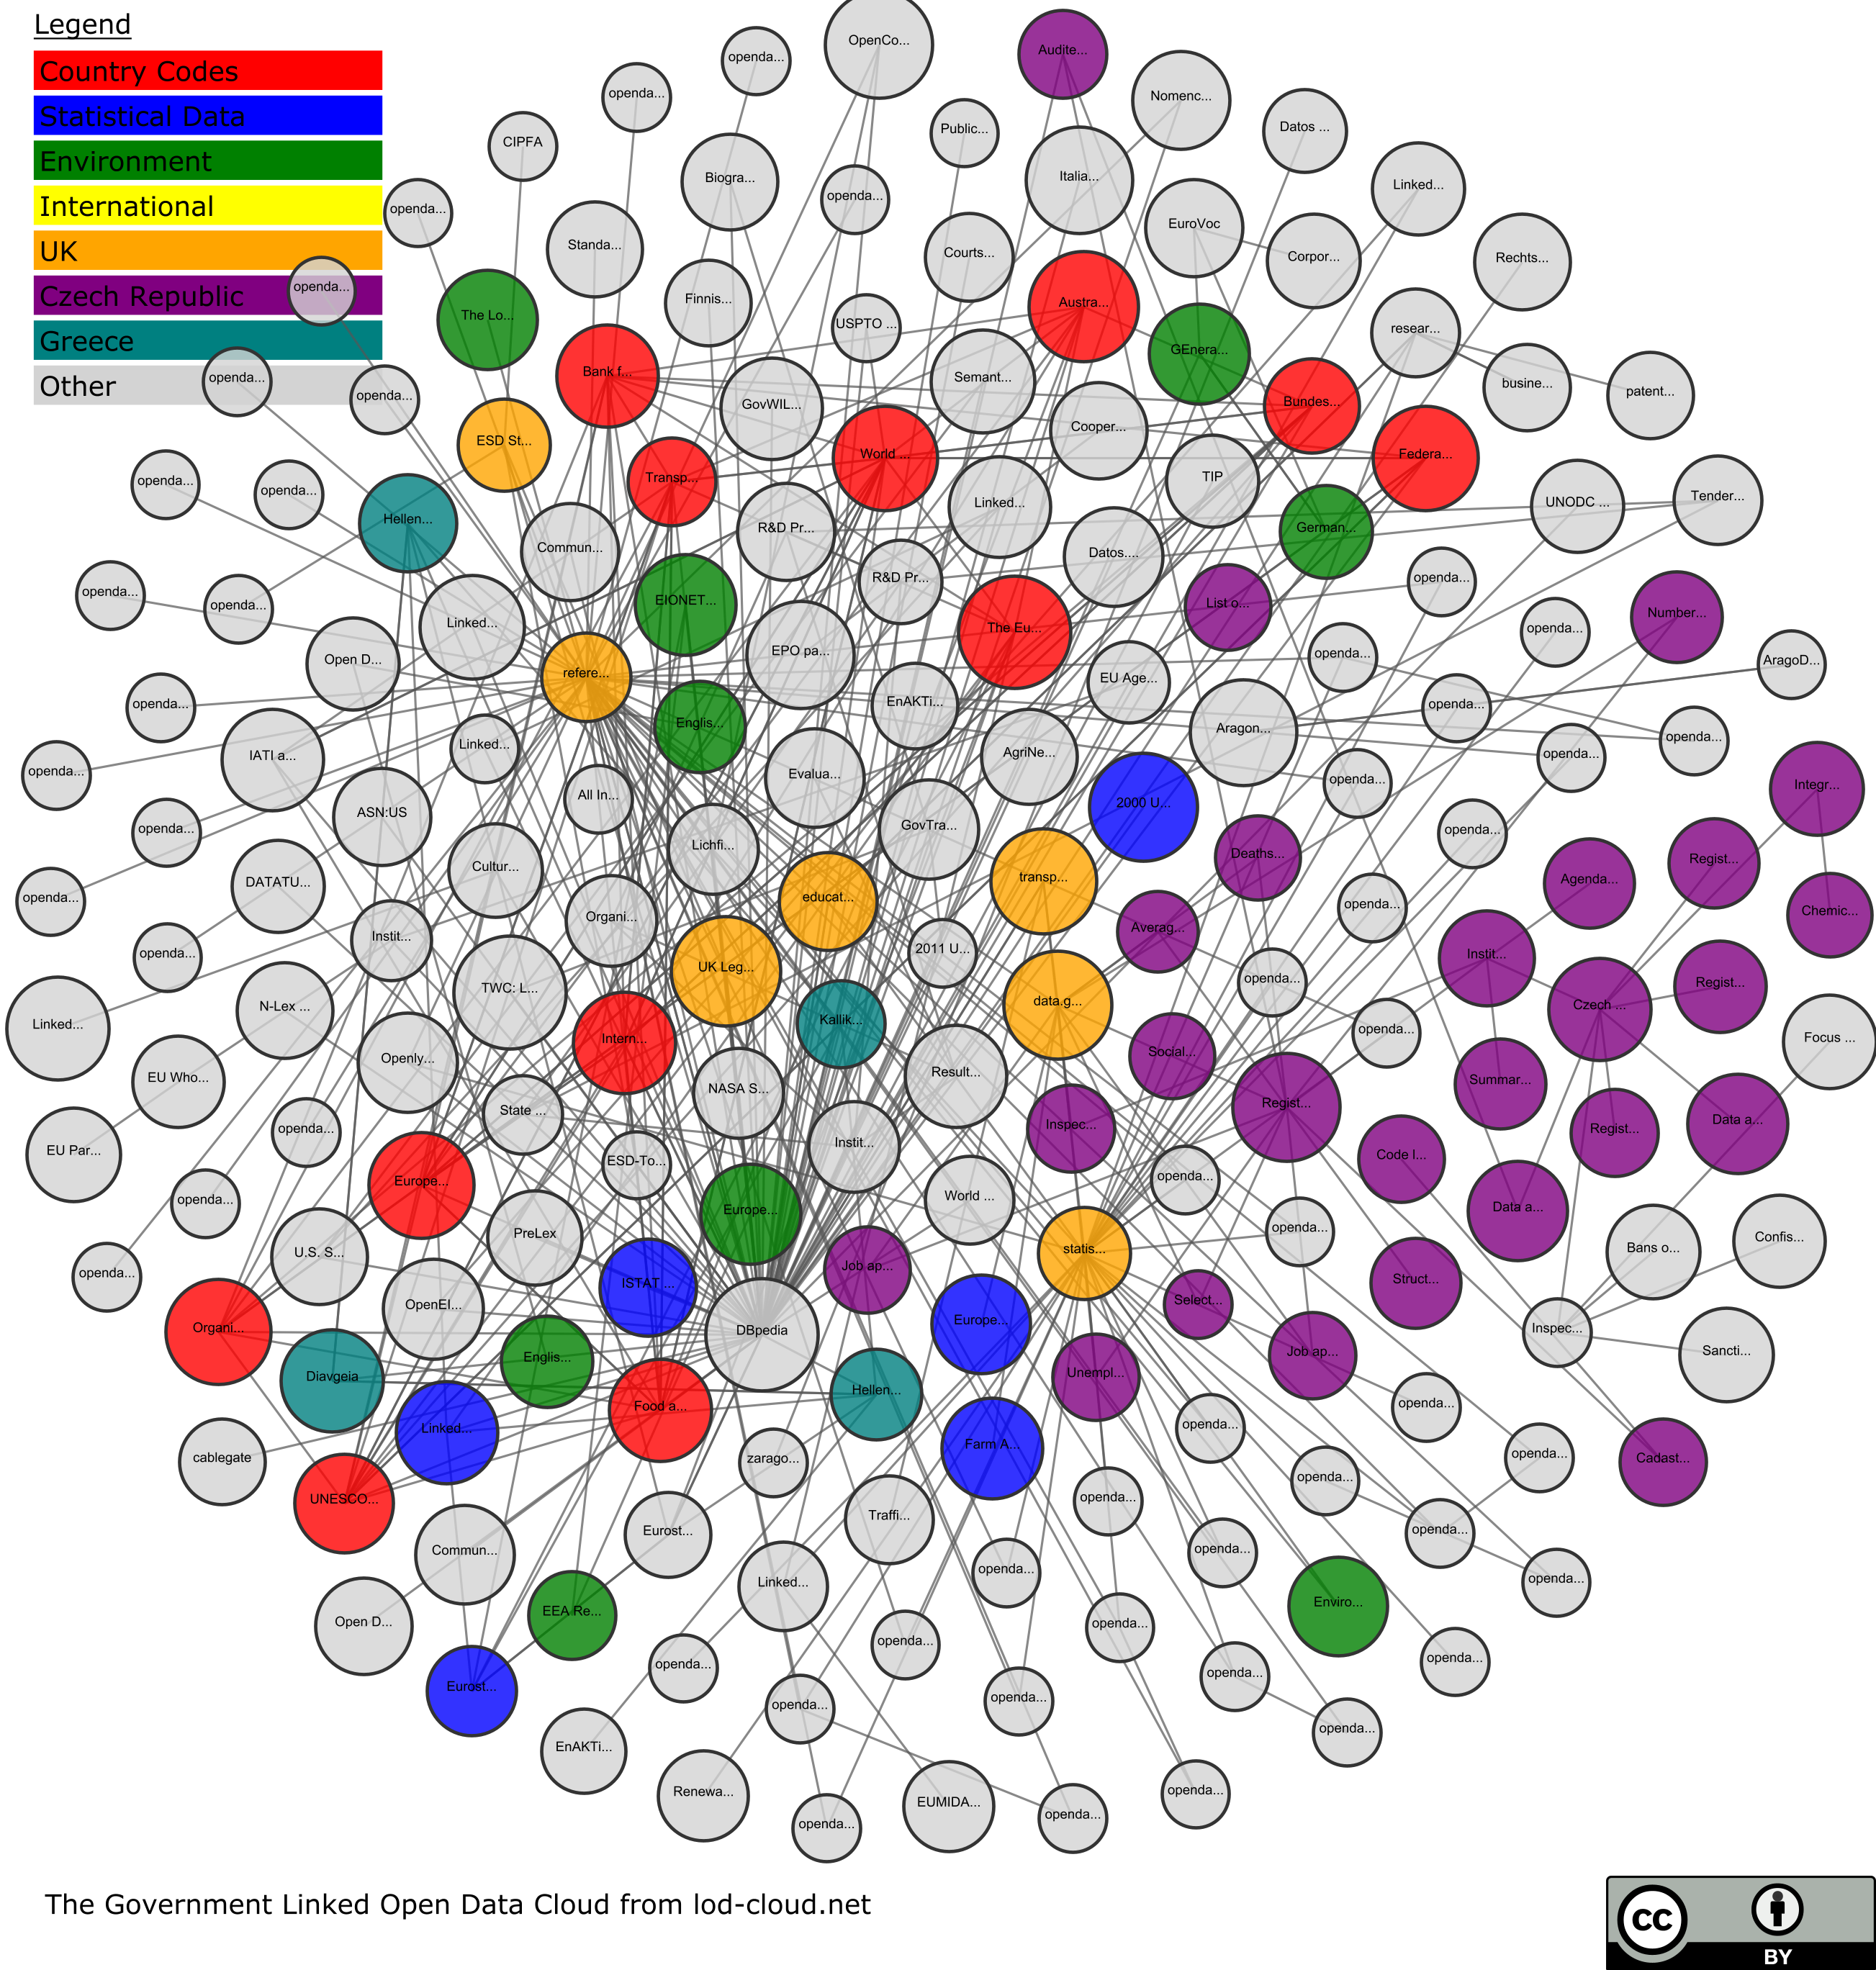 Legend
Country Codes
Statistical Data
Environment
International
UK
Czech Republic
Greece
Other
OpenCo...
Audite...
openda...
openda...
Nomenc...
Datos ...
Public...
CIPFA
Biogra...
Italia...
Linked...
openda...
openda...
EuroVoc
Standa...
Courts...
Corpor...
Rechts...
openda...
Finnis...
Austra...
The Lo...
USPTO ...
resear...
GEnera...
openda...
Bank f...
Semant...
busine...
patent...
openda...
GovWIL...
Bundes...
Cooper...
ESD St...
World ...
Federa...
Transp...
TIP
openda...
openda...
Linked...
UNODC ...
Tender...
Hellen...
R&D Pr...
German...
Commun...
Datos....
R&D Pr...
openda...
openda...
EIONET...
List o...
openda...
Number...
Linked...
The Eu...
openda...
EPO pa...
openda...
Open D...
AragoD...
refere...
EU Age...
EnAKTi...
openda...
openda...
Englis...
Aragon...
openda...
Linked...
IATI a...
AgriNe...
openda...
openda...
Evalua...
openda...
Integr...
All In...
2000 U...
ASN:US
GovTra...
openda...
openda...
Lichfi...
Deaths...
Regist...
Cultur...
transp...
DATATU...
Agenda...
openda...
educat...
openda...
Chemic...
Organi...
Averag...
Instit...
2011 U...
openda...
Instit...
UK Leg...
openda...
TWC: L...
Regist...
data.g...
N-Lex ...
Czech ...
Linked...
Kallik...
openda...
Intern...
Focus ...
Social...
Openly...
Result...
EU Who...
Summar...
NASA S...
Regist...
State ...
Data a...
Inspec...
openda...
Regist...
Instit...
EU Par...
Code l...
ESD-To...
openda...
Europe...
World ...
openda...
Europe...
Data a...
PreLex
openda...
U.S. S...
statis...
Bans o...
Confis...
Job ap...
openda...
ISTAT ...
Struct...
Select...
OpenEI...
Europe...
Organi...
DBpedia
Inspec...
Job ap...
Sancti...
Englis...
Diavgeia
Unempl...
Hellen...
Food a...
openda...
Linked...
openda...
Farm A...
cablegate
zarago...
openda...
Cadast...
openda...
UNESCO...
openda...
Traffi...
Eurost...
openda...
Commun...
openda...
openda...
openda...
Linked...
Enviro...
EEA Re...
Open D...
openda...
openda...
openda...
openda...
openda...
Eurost...
openda...
openda...
openda...
EnAKTi...
Renewa...
openda...
EUMIDA...
openda...
openda...
The Government Linked Open Data Cloud from lod-cloud.net
cc
BY